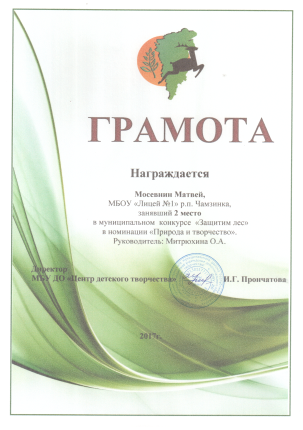 ГРАМОТА
Награждается
Мосевнин Матвей,
МБОУ «Лицей №1» р.п. Чамзинка,
занявший 2 место
в муниципальном конкурсе «Защитим лес»
в номинации «Природа и творчество».
Руководитель: Митрюхина О.А.
Директор
МБУ ДО «Центр детского творчества» И.Г. Прончатова
2017г.